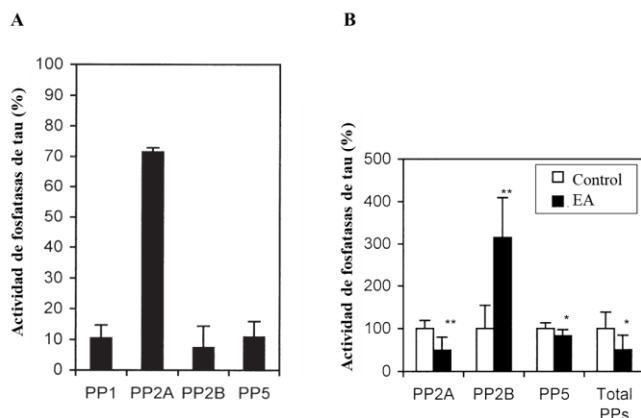 A
Actividad de fosfatasas de tau (%)
100
90
80
70
60
50
40
30
20
10
0
PP1 PP2A PP2B PP5
B
Actividad de fosfatasas de tau (%)
500
400
300
200
100
0
Control
EA
**
**
*
*
PP2A PP2B PP5 Total
PPs